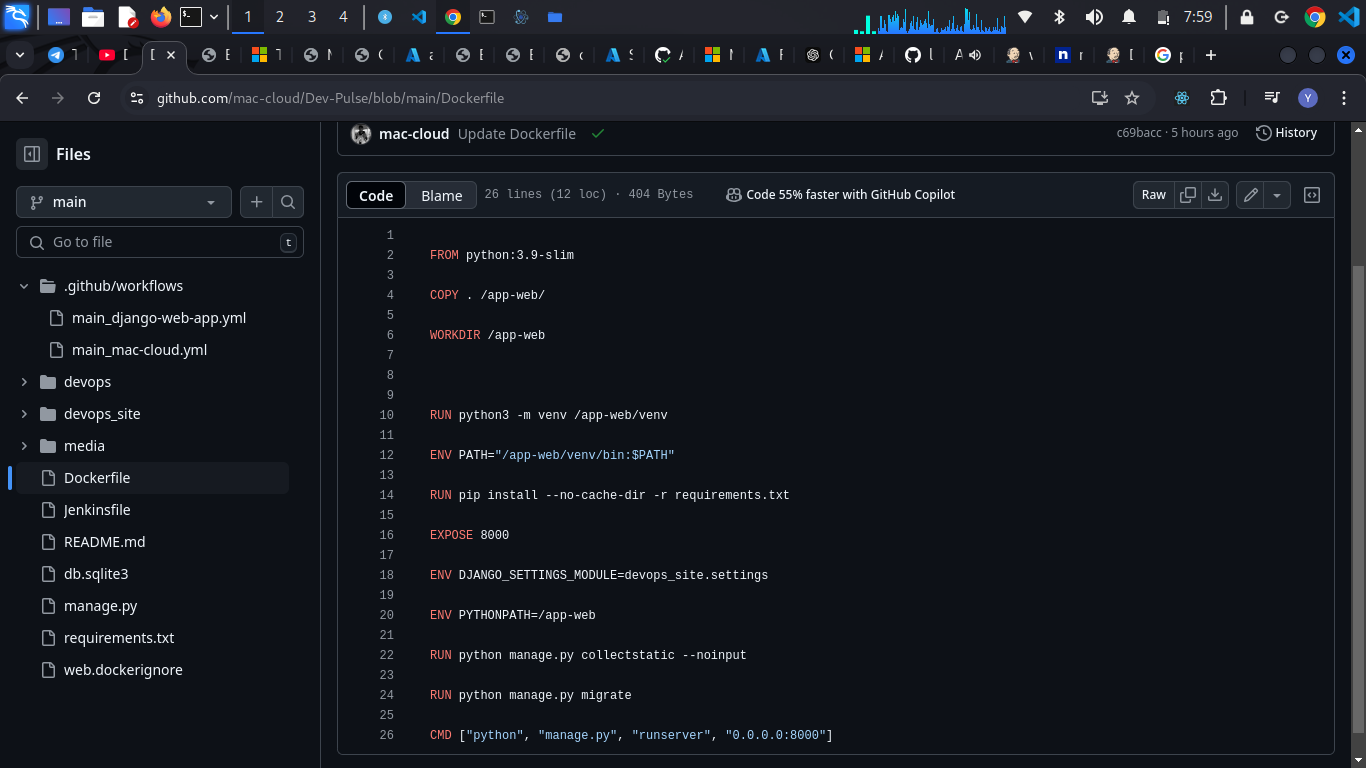 1 2 3 4 7:59
github.com/mac-cloud/Dev-Pulse/blob/main/Dockerfile
Y
Files
main
Go to file
t
.github/workflows
main_django-web-app.yml
main_mac-cloud.yml
devops
devops_site
media
Dockerfile
Jenkinsfile
README.md
db.sqlite3
manage.py
requirements.txt
web.dockerignore
mac-cloud Update Dockerfile c69bacc · 5 hours ago History
Code Blame 26 lines (12 loc) · 404 Bytes Code 55% faster with GitHub Copilot Raw
1
2 FROM python:3.9-slim
3
4 COPY . /app-web/
5
6 WORKDIR /app-web
7
8
9
10 RUN python3 -m venv /app-web/venv
11
12 ENV PATH="/app-web/venv/bin:$PATH"
13
14 RUN pip install --no-cache-dir -r requirements.txt
15
16 EXPOSE 8000
17
18 ENV DJANGO_SETTINGS_MODULE=devops_site.settings
19
20 ENV PYTHONPATH=/app-web
21
22 RUN python manage.py collectstatic --noinput
23
24 RUN python manage.py migrate
25
26 CMD ["python", "manage.py", "runserver", "0.0.0.0:8000"]